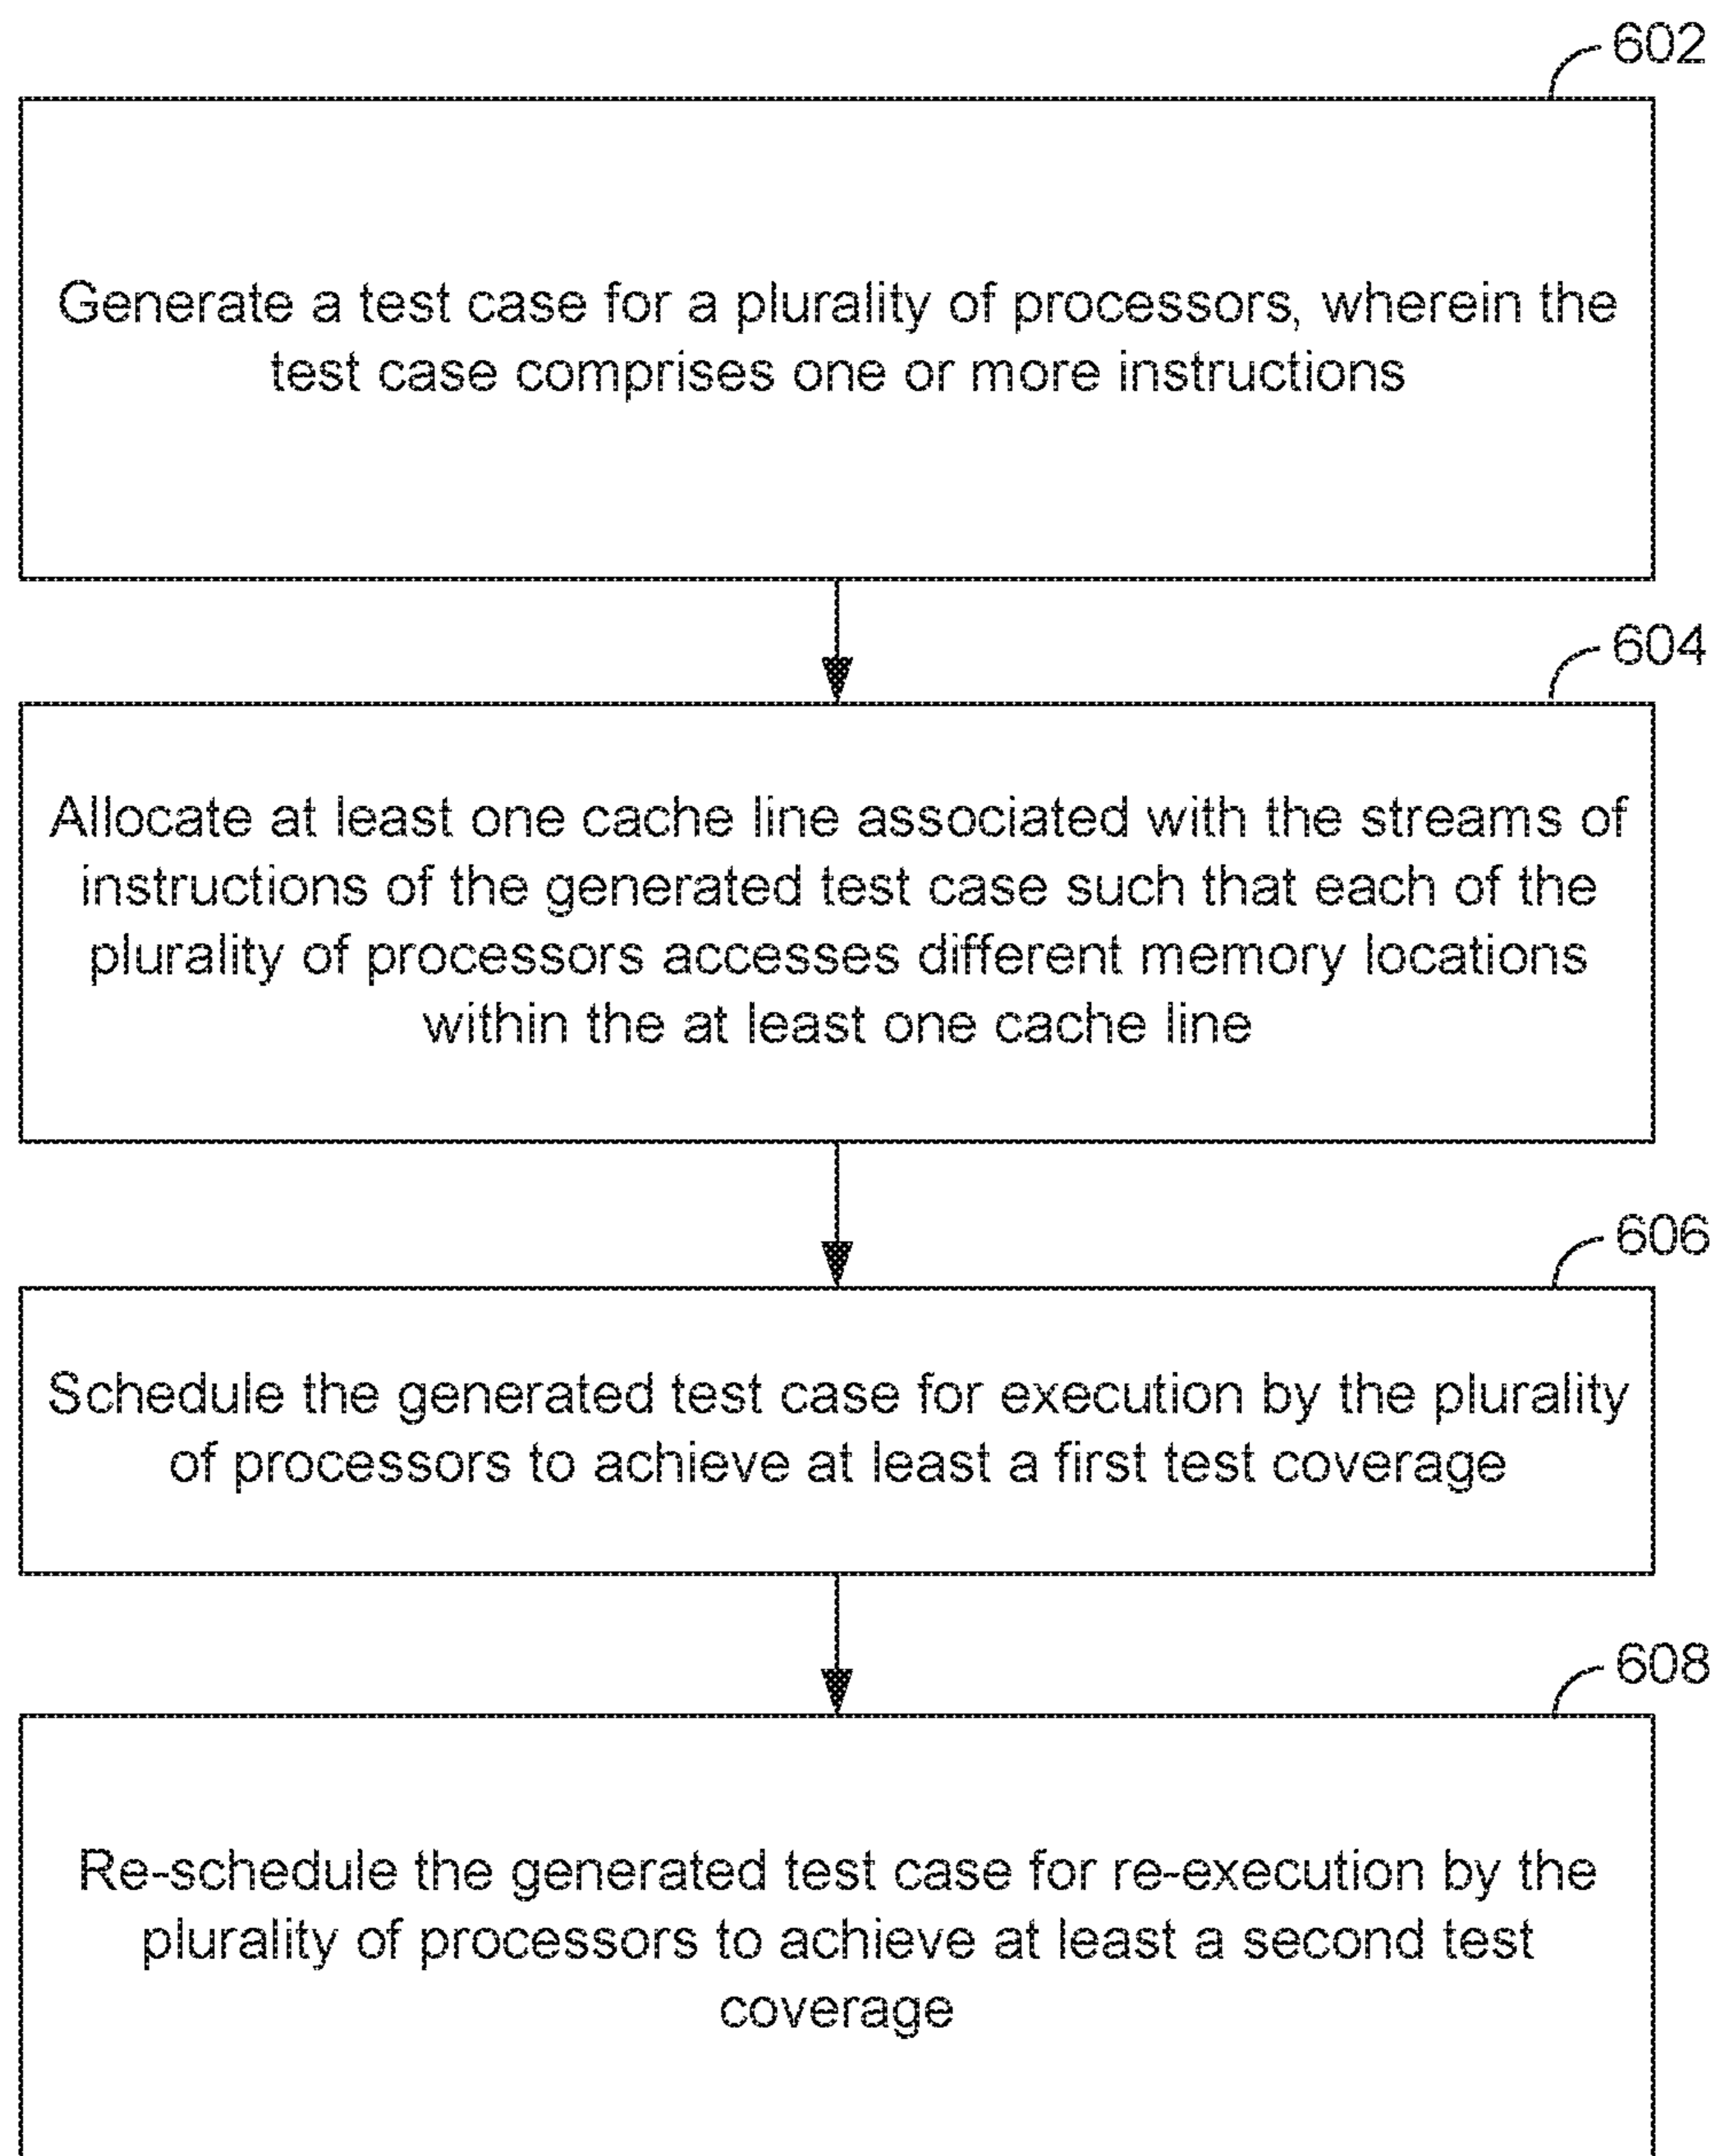 602
Generate a test case for a plurality of processors, wherein the
test case comprises one or more instructions
604
Allocate at least one cache line associated with the streams of
instructions of the generated test case such that each of the
plurality of processors accesses different memory locations
within the at least one cache line
606
Schedule the generated test case for execution by the plurality
of processors to achieve at least a first test coverage
608
Re-schedule the generated test case for re-execution by the
plurality of processors to achieve at least a second test
coverage